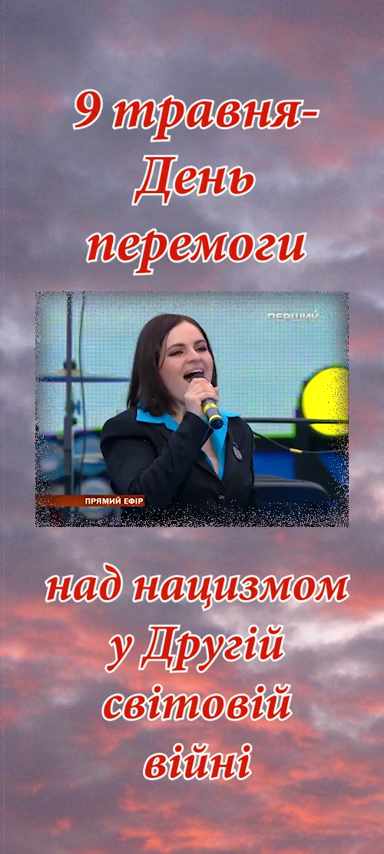 9 травня-
День
перемоги
ПЕРШИЙ
ПРЯМИЙ ЕФІР
над нацизмом
у Другій
світовій
війні